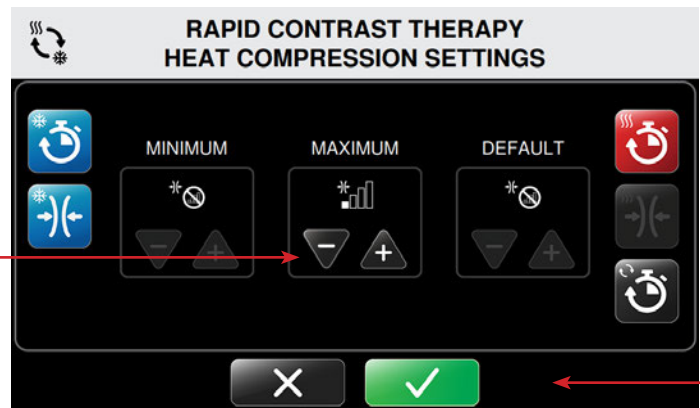 RAPID CONTRAST THERAPY
HEAT COMPRESSION SETTINGS
MINIMUM MAXIMUM DEFAULT